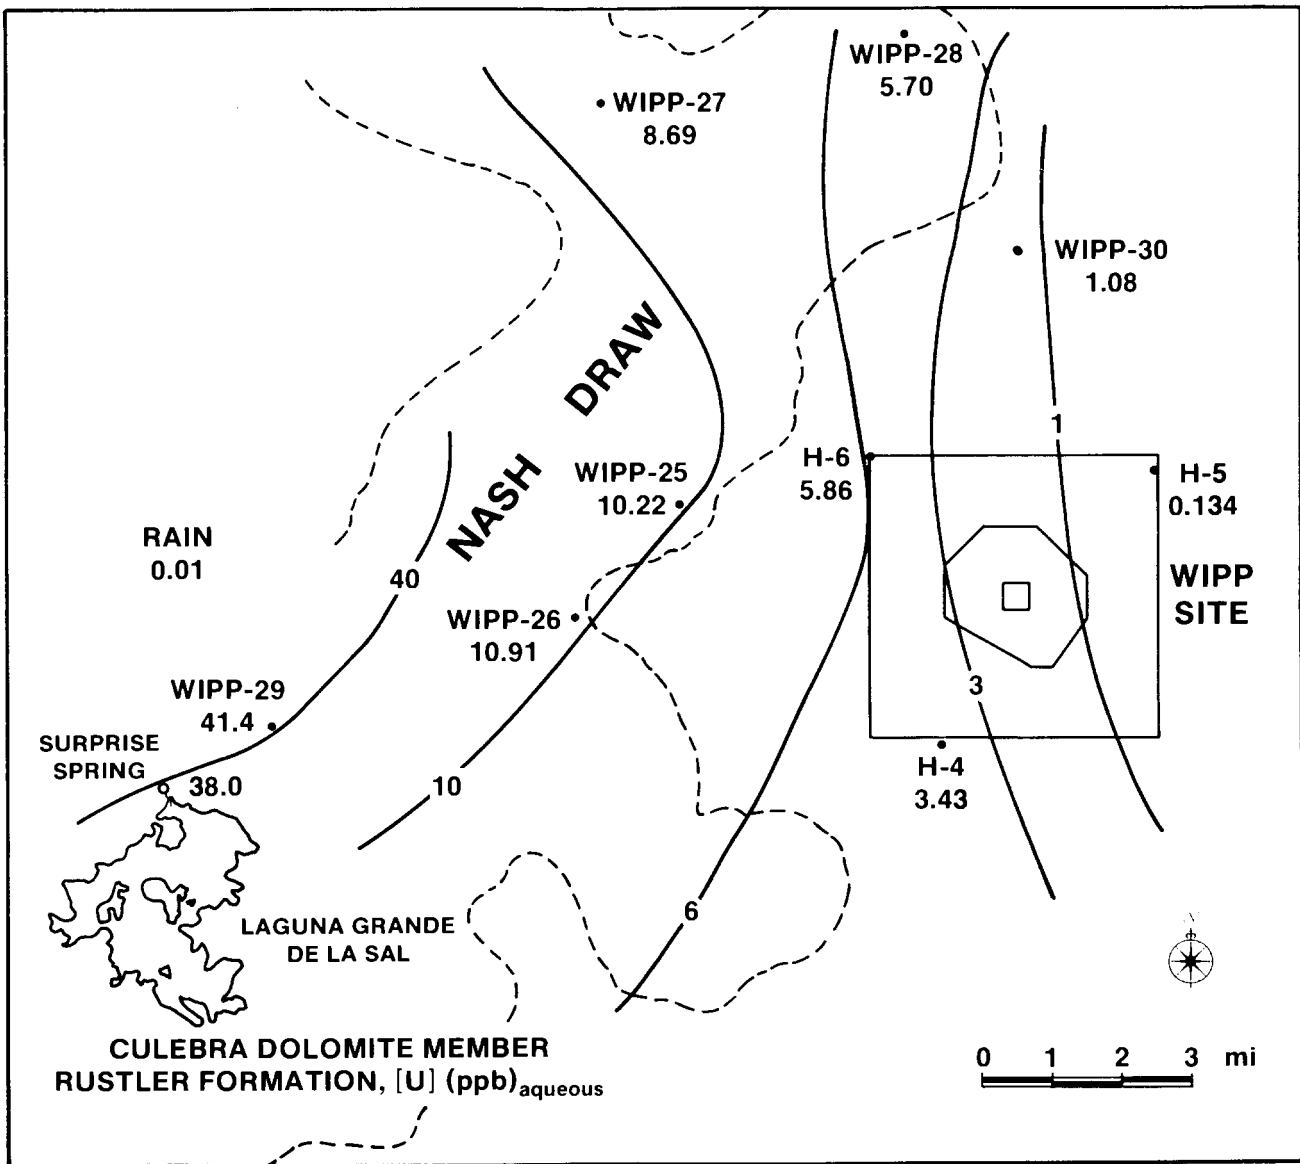 WIPP-28
5.70
WIPP-27
8.69
WIPP-30
1.08
NASH DRAW
1
H-6
5.86
WIPP-25
10.22
H-5
0.134
RAIN
0.01
40
WIPP
SITE
WIPP-26
10.91
WIPP-29
41.4
3
SURPRISE
SPRING
38.0
10
H-4
3.43
6
LAGUNA GRANDE
DE LA SAL
N
CULEBRA DOLOMITE MEMBER
RUSTLER FORMATION, [U] (ppb)aqueous
0 1 2 3 mi